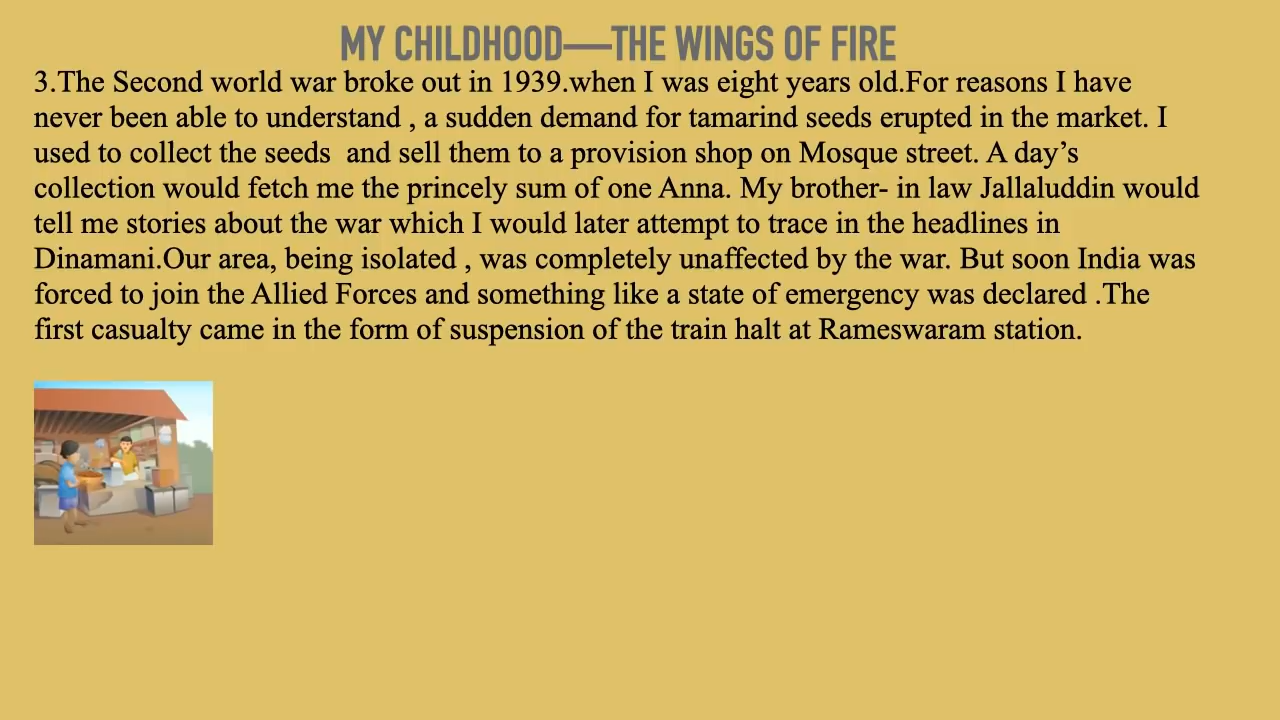 MY CHILDHOOD—THE WINGS OF FIRE
3.The Second world war broke out in 1939.when I was eight years old.For reasons I have
never been able to understand , a sudden demand for tamarind seeds erupted in the market. I
used to collect the seeds  and sell them to a provision shop on Mosque street. A day’s
collection would fetch me the princely sum of one Anna. My brother- in law Jallaluddin would
tell me stories about the war which I would later attempt to trace in the headlines in
Dinamani.Our area, being isolated , was completely unaffected by the war. But soon India was
forced to join the Allied Forces and something like a state of emergency was declared .The
first casualty came in the form of suspension of the train halt at Rameswaram station.